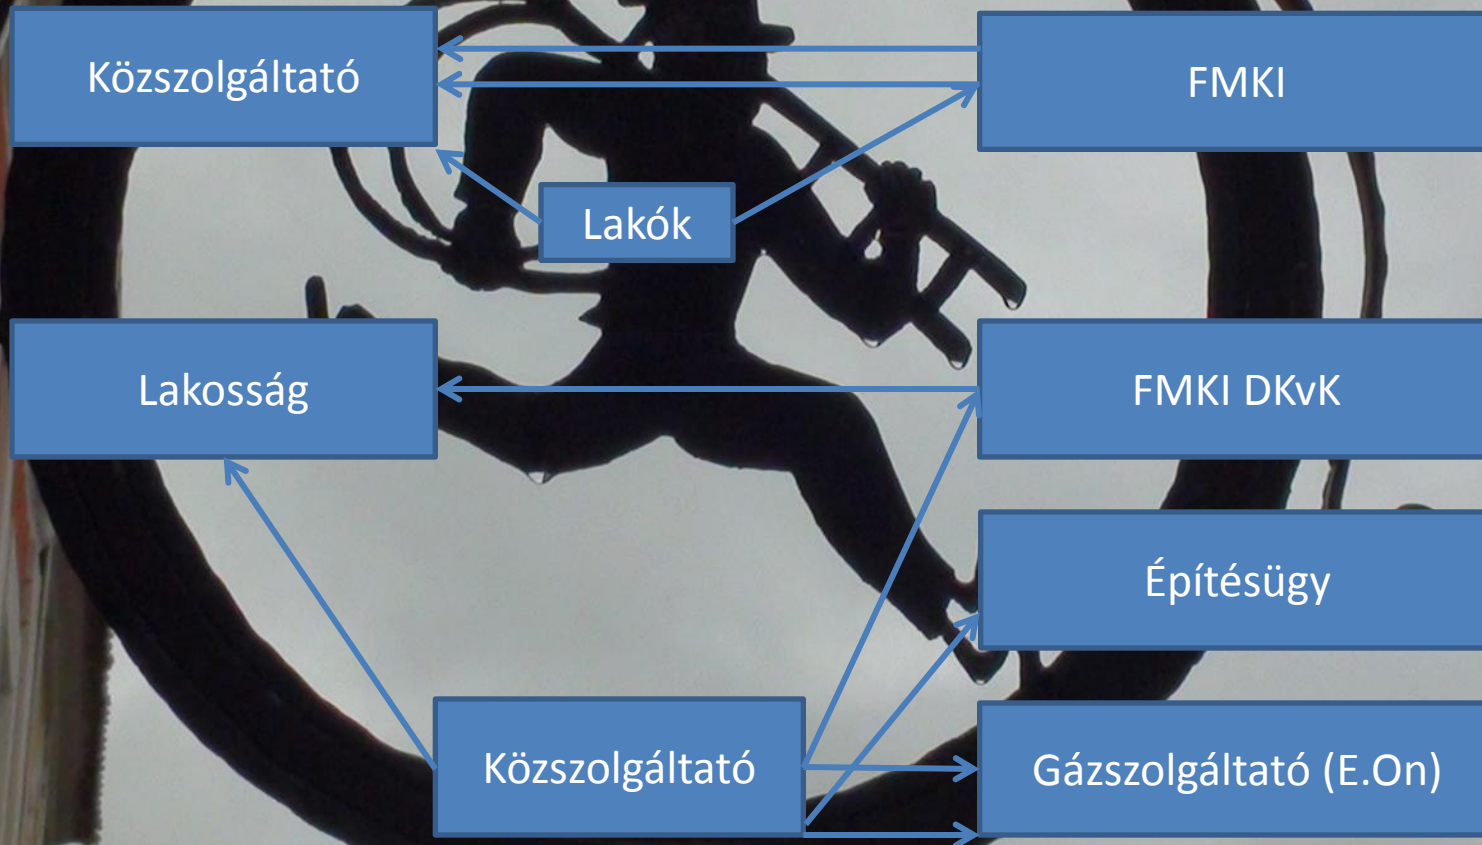 Közszolgáltató
FMKI
Lakók
Lakosság
FMKI DKvK
Építésügy
Közszolgáltató
Gázszolgáltató (E.On)